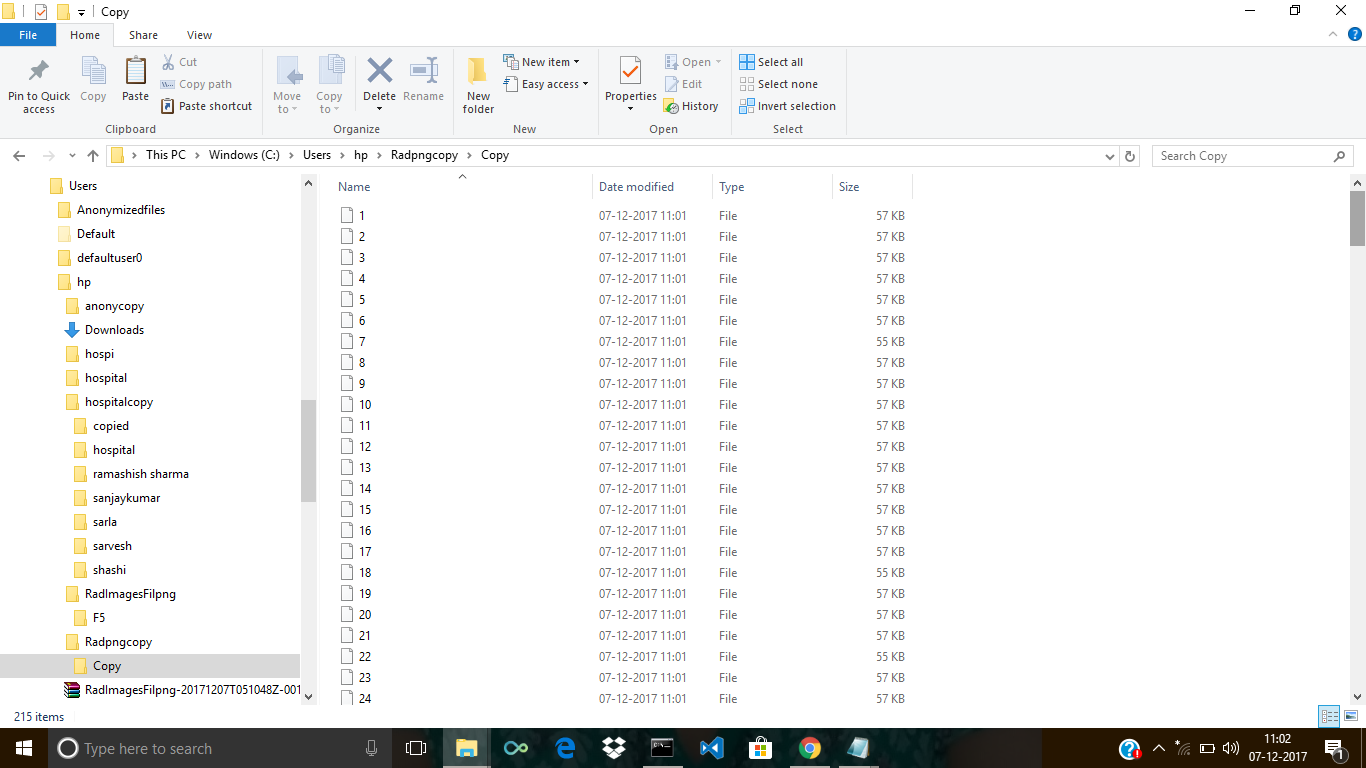 Copy
File Home Share View
Pin to Quick access
Copy
Paste
Cut
Copy path
Paste shortcut
Clipboard
Move to
Copy to
Delete
Rename
Organize
New folder
New item
Easy access
New
Properties
Open
Edit
History
Open
Select all
Select none
Invert selection
Select
This PC Windows (C:) Users hp Radpngcopy Copy
Search Copy
Users
Anonymizedfiles
Default
defaultuser0
hp
anonycopy
Downloads
hospi
hospital
hospitalcopy
copied
hospital
ramashish sharma
sanjaykumar
sarla
sarvesh
shashi
RadImagesFilpng
F5
Radpngcopy
Copy
RadImagesFilpng-20171207T051048Z-001
Name Date modified Type Size
1 07-12-2017 11:01 File 57 KB
2 07-12-2017 11:01 File 57 KB
3 07-12-2017 11:01 File 57 KB
4 07-12-2017 11:01 File 57 KB
5 07-12-2017 11:01 File 57 KB
6 07-12-2017 11:01 File 57 KB
7 07-12-2017 11:01 File 55 KB
8 07-12-2017 11:01 File 57 KB
9 07-12-2017 11:01 File 57 KB
10 07-12-2017 11:01 File 57 KB
11 07-12-2017 11:01 File 57 KB
12 07-12-2017 11:01 File 57 KB
13 07-12-2017 11:01 File 57 KB
14 07-12-2017 11:01 File 57 KB
15 07-12-2017 11:01 File 57 KB
16 07-12-2017 11:01 File 57 KB
17 07-12-2017 11:01 File 57 KB
18 07-12-2017 11:01 File 55 KB
19 07-12-2017 11:01 File 57 KB
20 07-12-2017 11:01 File 57 KB
21 07-12-2017 11:01 File 57 KB
22 07-12-2017 11:01 File 55 KB
23 07-12-2017 11:01 File 57 KB
24 07-12-2017 11:01 File 57 KB
215 items
Type here to search
11:02
07-12-2017
1